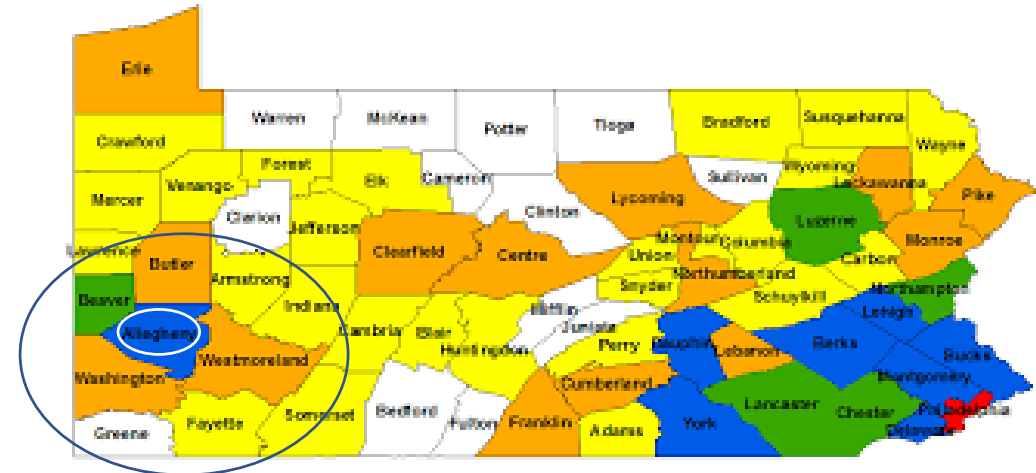 Erie
Warren
McKean
Potter
Tioga
Bradford
Susquehanna
Wayne
Crawford
Forest
Wyoming
Lackawanna
Pike
Mercer
Venango
Elk
Cameron
Sullivan
Clarion
Clinton
Lycoming
Luzerne
Monroe
Lawrence
Butler
Jefferson
Clearfield
Centre
Union
Montour
Columbia
Carbon
Armstrong
Northumberland
Northampton
Beaver
Indiana
Snyder
Schuylkill
Lehigh
Allegheny
Cambria
Blair
Huntingdon
Mifflin
Juniata
Perry
Dauphin
Lebanon
Berks
Bucks
Westmoreland
Washington
Cumberland
Montgomery
Greene
Fayette
Somerset
Bedford
Fulton
Franklin
Adams
York
Lancaster
Chester
Philadelphia
Delaware